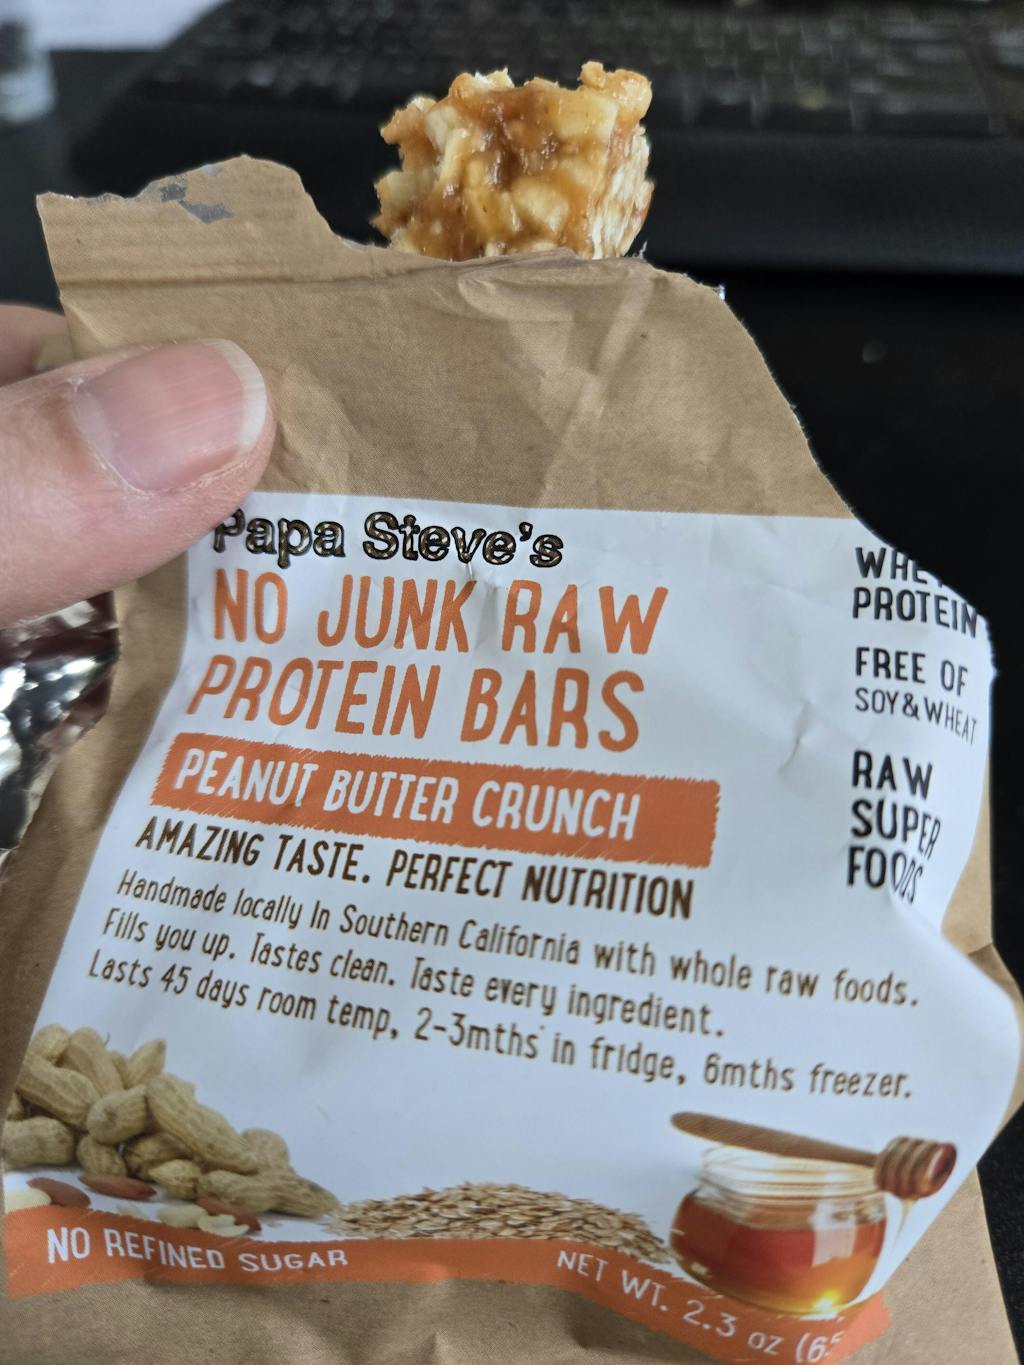 Papa Steve's
NO JUNK RAW
PROTEIN BARS
PEANUT BUTTER CRUNCH
AMAZING TASTE. PERFECT NUTRITION
Handmade locally In Southern California with whole raw foods.
Fills you up. Tastes clean. Taste every ingredient.
Lasts 45 days room temp, 2-3mths in fridge, 6mths freezer.
NO REFINED SUGAR
NET WT. 2.3 oz
PROTEIN
FREE OF
SOY & WHEAT
RAW
SUPER
FOODS